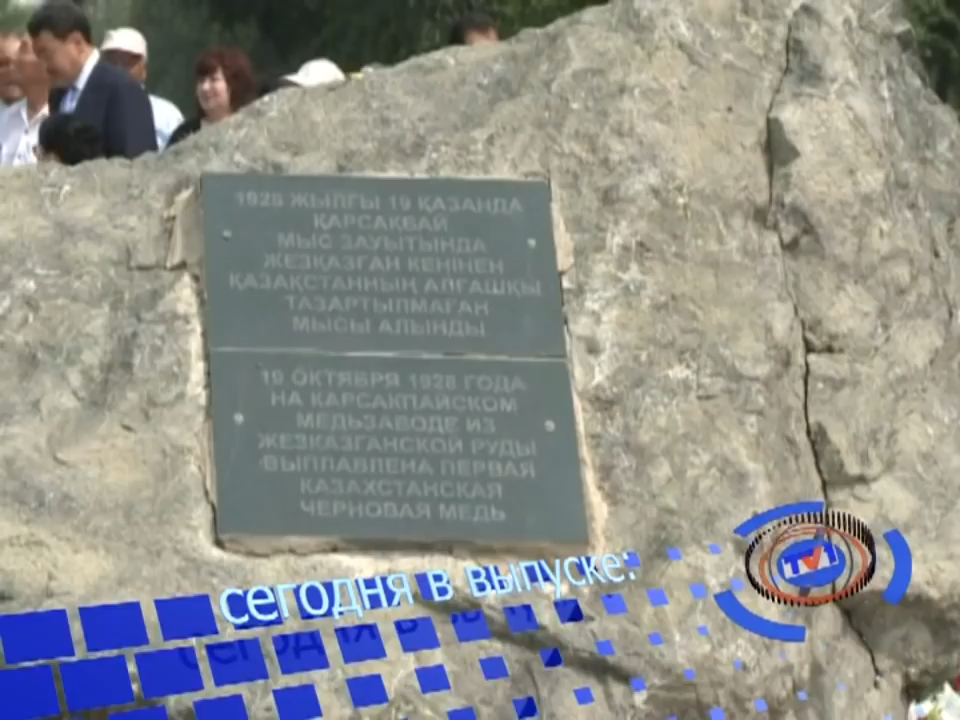 1928 ЖЫЛҒЫ 19 ҚАЗАНДА
ҚАРСАҚБАЙ
МЫС ЗАУЫТЫНДА
ЖЕЗҚАЗҒАН КЕНІНЕН
ҚАЗАҚСТАННЫҢ АЛҒАШҚЫ
ТАЗАРТЫЛМАҒАН
МЫСЫ АЛЫНДЫ
19 ОКТЯБРЯ 1928 ГОДА
НА КАРСАКПАЙСКОМ
МЕДЬЗАВОДЕ ИЗ
ЖЕЗКАЗГАНСКОЙ РУДЫ
ВЫПЛАВЛЕНА ПЕРВАЯ
КАЗАХСТАНСКАЯ
ЧЕРНОВАЯ МЕДЬ
сегодня в выпуске:
TV1